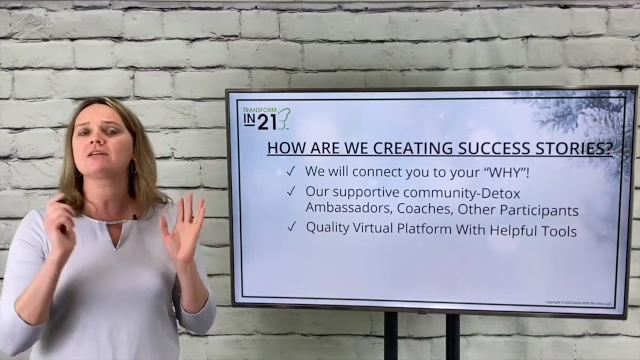 TRANSFORM
IN 21
HOW ARE WE CREATING SUCCESS STORIES?
✓ We will connect you to your “WHY”!
✓ Our supportive community-Detox
Ambassadors, Coaches, Other Participants
✓ Quality Virtual Platform With Helpful Tools